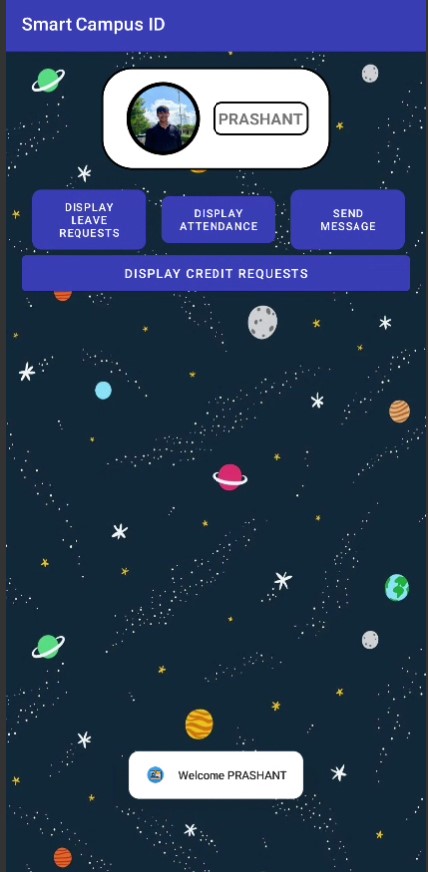 Smart Campus ID
PRASHANT
DISPLAY
LEAVE
REQUESTS
DISPLAY
ATTENDANCE
SEND
MESSAGE
DISPLAY CREDIT REQUESTS
Welcome PRASHANT